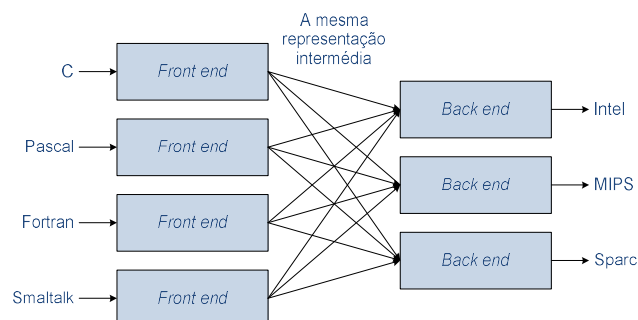 A mesma
representação
intermédia
C
Front end
Pascal
Front end
Fortran
Front end
Smaltalk
Front end
Back end
Intel
Back end
MIPS
Back end
Sparc